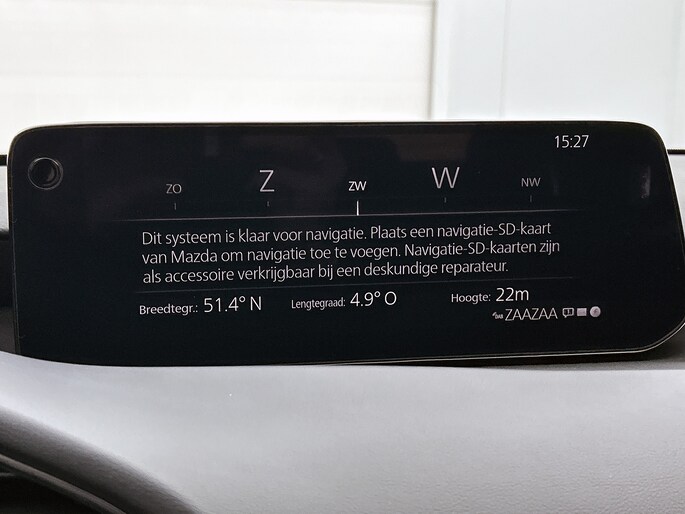 15:27
ZO Z ZW W NW
Dit systeem is klaar voor navigatie. Plaats een navigatie-SD-kaart
van Mazda om navigatie toe te voegen. Navigatie-SD-kaarten zijn
als accessoire verkrijgbaar bij een deskundige reparateur.
Breedtegr.: 51.4° N Lengtegraad: 4.9° O Hoogte: 22m
DAB ZAAZAA